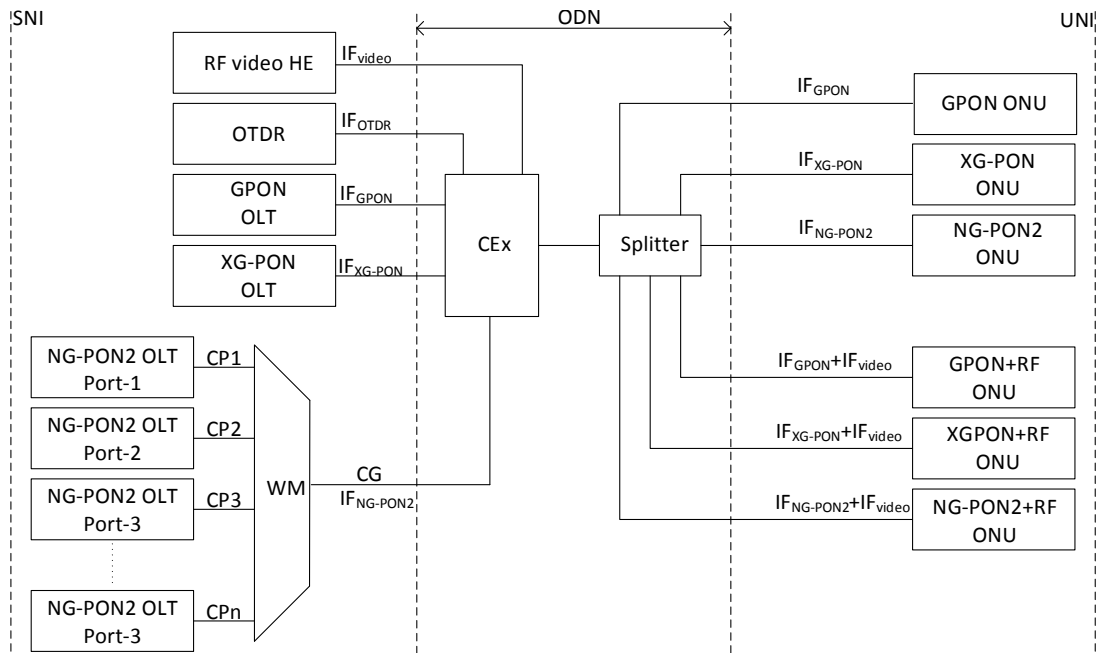 SNI
ODN
UNI
RF video HE
IFvideo
OTDR
IFOTDR
GPON
OLT
IFGPON
XG-PON
OLT
IFXG-PON
CEx
Splitter
NG-PON2 OLT
Port-1
CP1
NG-PON2 OLT
Port-2
CP2
NG-PON2 OLT
Port-3
CP3
NG-PON2 OLT
Port-3
CPn
WM
CG
IFNG-PON2
IFGPON
GPON ONU
IFXG-PON
XG-PON
ONU
IFNG-PON2
NG-PON2
ONU
IFGPON+IFvideo
GPON+RF
ONU
IFXG-PON+IFvideo
XGPON+RF
ONU
IFNG-PON2+IFvideo
NG-PON2+RF
ONU